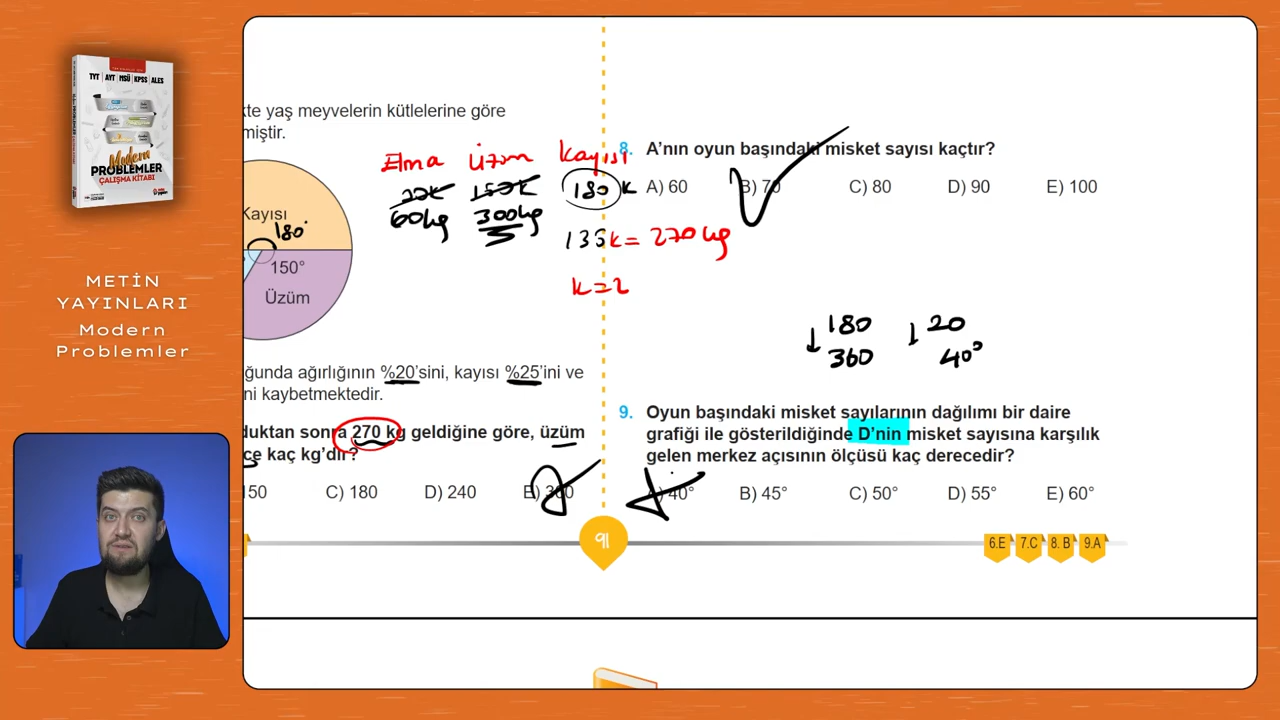 TYT | AYT | MSÜ | KPSS | ALES
Modern
PROBLEMLER
ÇALIŞMA KİTABI
METİN
YAYINLARI
Modern
Problemler
kte yaş meyvelerin kütlelerine göre
miştir.
Kayısı
180°
150°
Üzüm
Elma Üzüm Kayısı
30k 150k 180k
60kg 300kg
135k = 270 kg
k = 2
ğunda ağırlığının %20'sini, kayısı %25'ini ve
ni kaybetmektedir.
duktan sonra 270 kg geldiğine göre, üzüm
ce kaç kg'dır?
150 C) 180 D) 240 E) 300
8. A'nın oyun başındaki misket sayısı kaçtır?
A) 60 B) 70 C) 80 D) 90 E) 100
180 20
360 40°
9. Oyun başındaki misket sayılarının dağılımı bir daire
grafiği ile gösterildiğinde D'nin misket sayısına karşılık
gelen merkez açısının ölçüsü kaç derecedir?
A) 40° B) 45° C) 50° D) 55° E) 60°
91
6.E 7.C 8. B 9.A